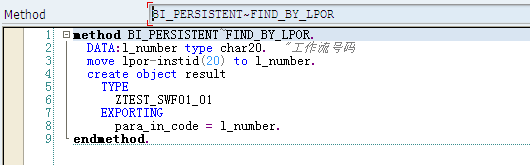 Method BI_PERSISTENT~FIND_BY_LPOR
1 method BI_PERSISTENT~FIND_BY_LPOR.
2 DATA:l_number type char20. "工作流号码
3 move lpor-instid(20) to l_number.
4 create object result
5 TYPE
6 ZTEST_SWF01_01
7 EXPORTING
8 para_in_code = l_number.
9 endmethod.